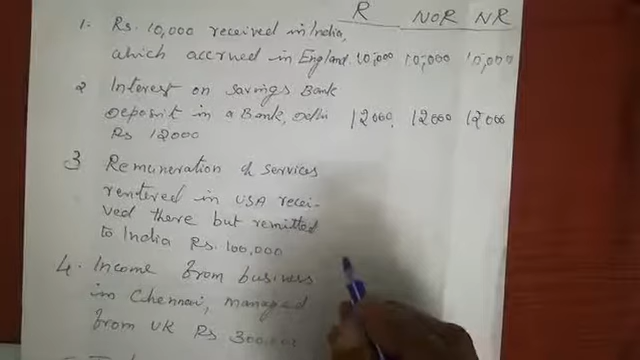 R NOR NR
1. Rs. 10,000 received in India,
which accrued in England. 10,000 10,000 10,000
2 Interest on Savings Bank
deposit in a Bank, Delhi 12000 12000 12000
Rs 12000
3 Remuneration of services
rentered in USA recei-
ved there but remitted
to India Rs. 100,000
4. Income from business
in Chennai, managed
from UK Rs